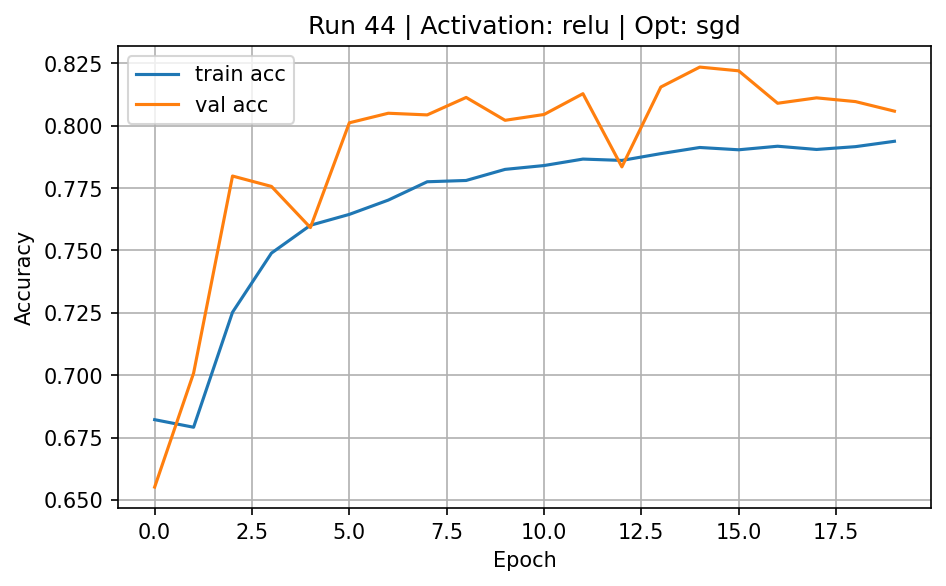 Run 44 | Activation: relu | Opt: sgd
train acc
val acc
0.825
0.800
0.775
0.750
0.725
0.700
0.675
0.650
Accuracy
0.0 2.5 5.0 7.5 10.0 12.5 15.0 17.5
Epoch